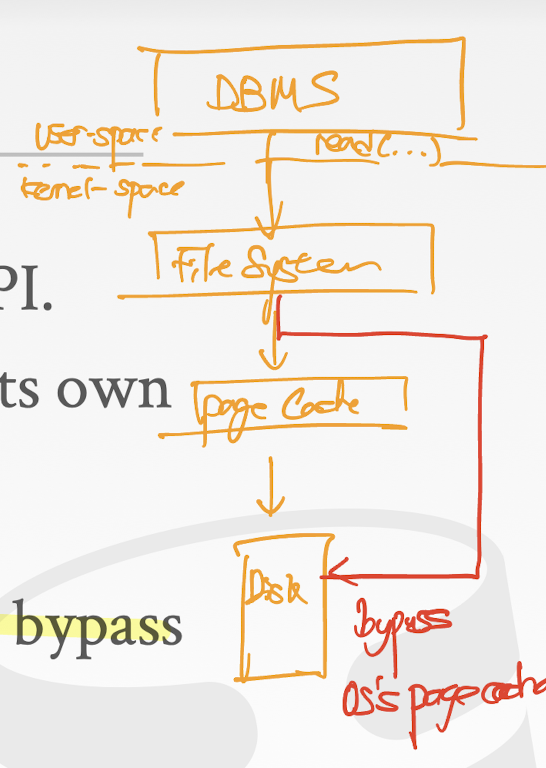 DBMS
User-space
read(...)
kernel-space
File System
PI.
ts own
page Cache
Disk
bypass
bypass
OS's page cache